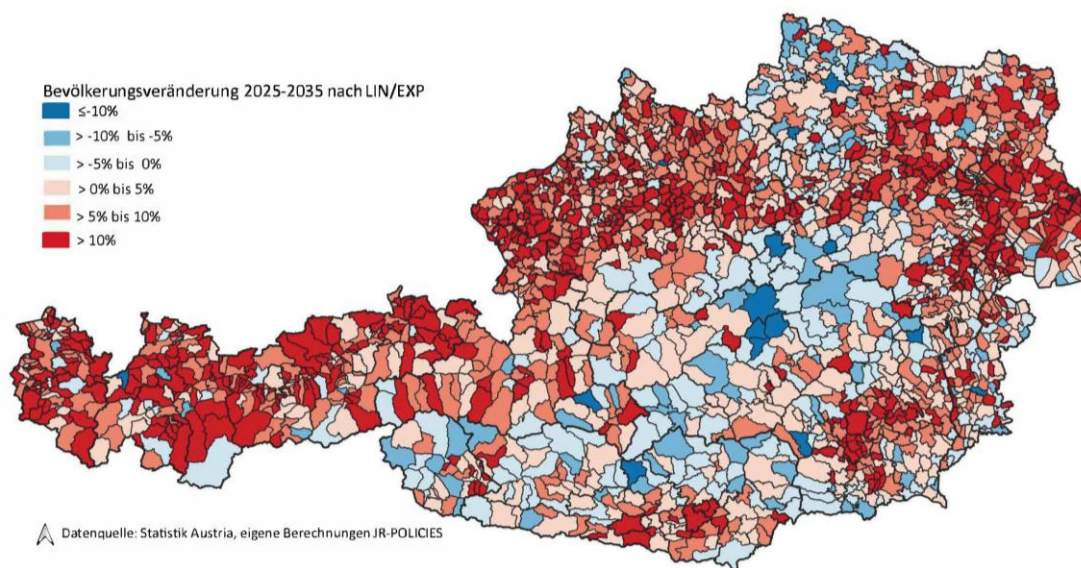 Bevölkerungsveränderung 2025-2035 nach LIN/EXP
≤-10%
> -10% bis -5%
> -5% bis 0%
> 0% bis 5%
> 5% bis 10%
> 10%
Datenquelle: Statistik Austria, eigene Berechnungen JR-POLICIES